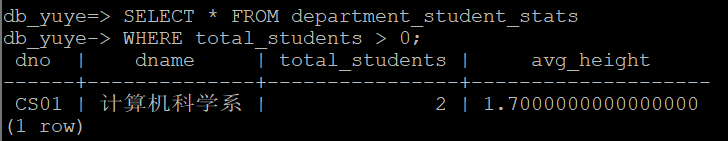 db_yuye=> SELECT * FROM department_student_stats
db_yuye-> WHERE total_students > 0;
 dno  |     dname      | total_students |     avg_height
------+----------------+----------------+--------------------
 CS01 | 计算机科学系 |              2 | 1.7000000000000000
(1 row)